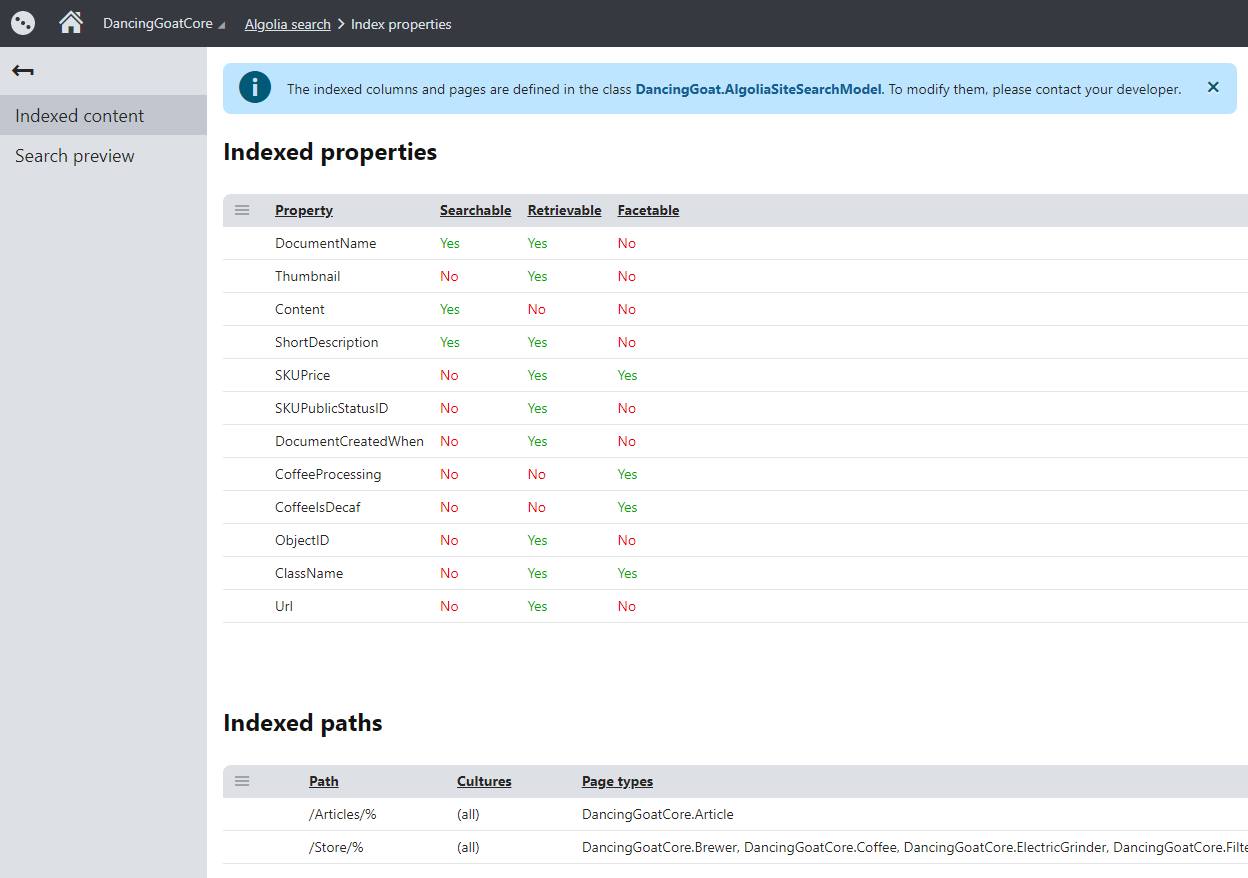 DancingGoatCore Algolia search > Index properties
Indexed content
Search preview
The indexed columns and pages are defined in the class DancingGoat.AlgoliaSiteSearchModel. To modify them, please contact your developer.
Indexed properties
Property Searchable Retrievable Facetable
DocumentName Yes Yes No
Thumbnail No Yes No
Content Yes No No
ShortDescription Yes Yes No
SKUPrice No Yes Yes
SKUPublicStatusID No Yes No
DocumentCreatedWhen No Yes No
CoffeeProcessing No No Yes
CoffeeIsDecaf No No Yes
ObjectID No Yes No
ClassName No Yes Yes
Url No Yes No
Indexed paths
Path Cultures Page types
/Articles/% (all) DancingGoatCore.Article
/Store/% (all) DancingGoatCore.Brewer, DancingGoatCore.Coffee, DancingGoatCore.ElectricGrinder, DancingGoatCore.Filte